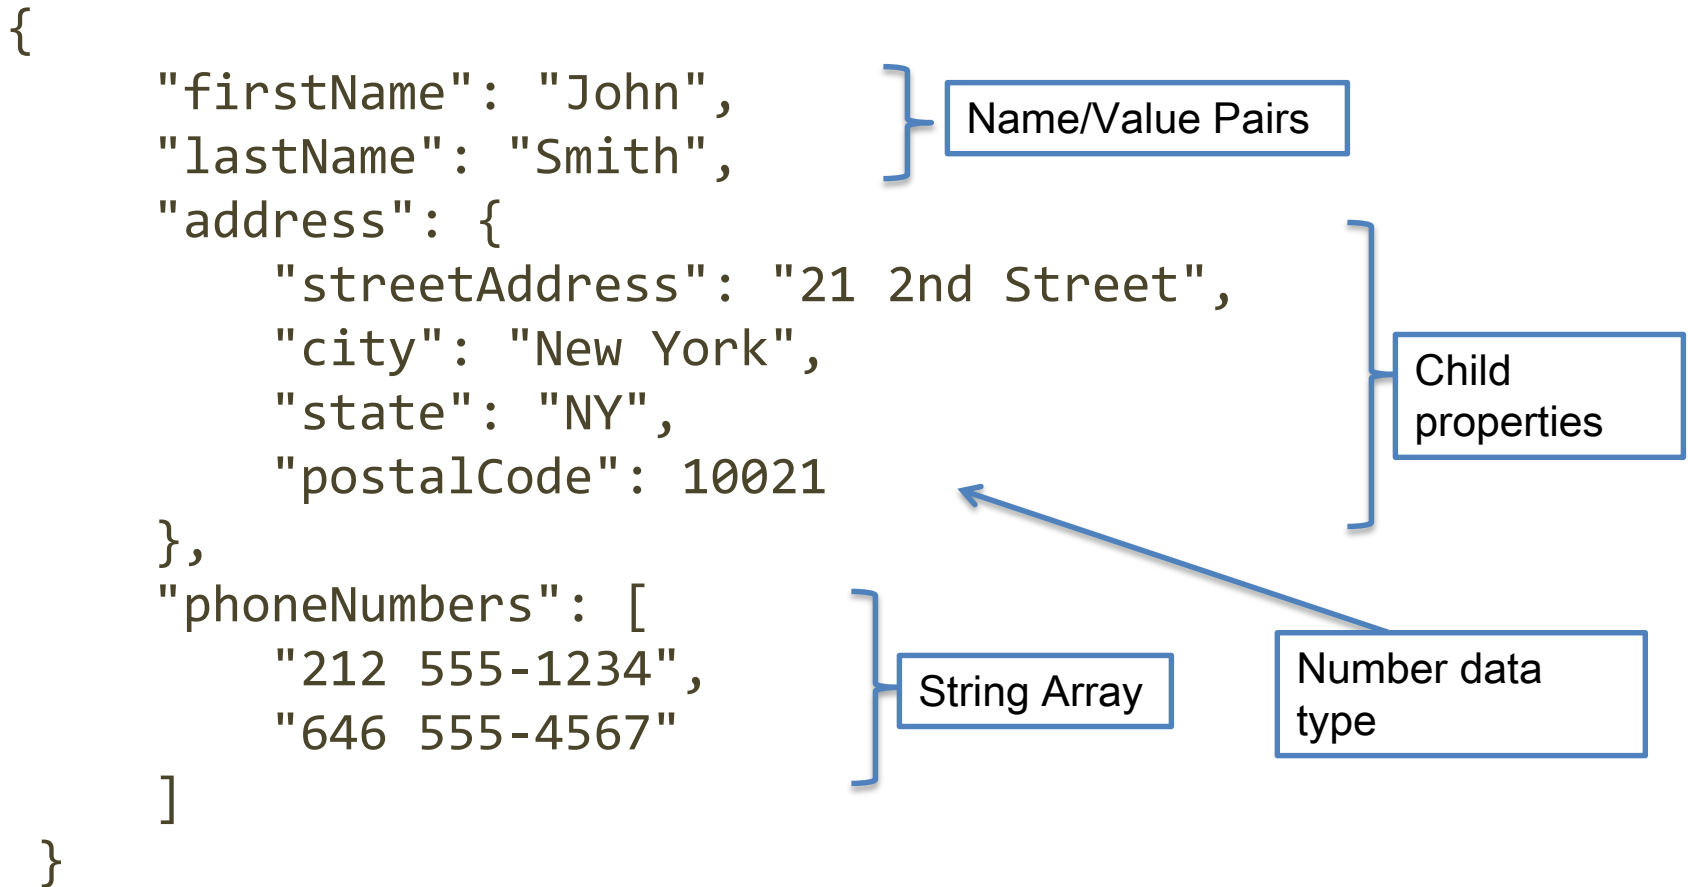 {
"firstName": "John",
"lastName": "Smith",
"address": {
"streetAddress": "21 2nd Street",
"city": "New York",
"state": "NY",
"postalCode": 10021
},
"phoneNumbers": [
"212 555-1234",
"646 555-4567"
]
}
Name/Value Pairs
Child
properties
String Array
Number data
type